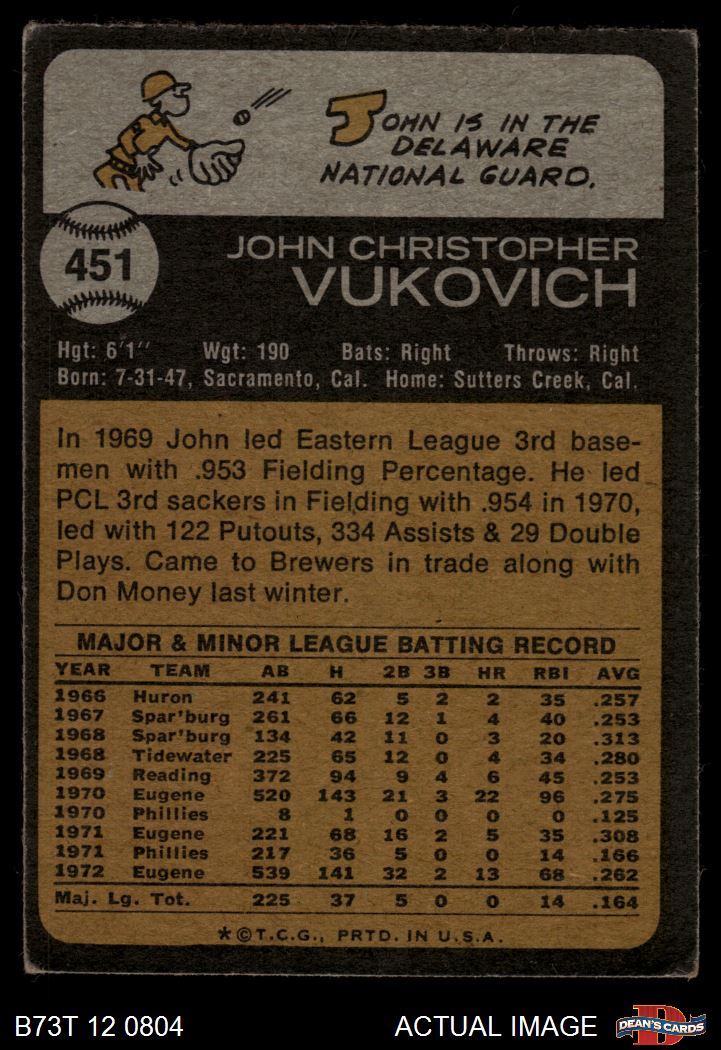 JOHN IS IN THE
DELAWARE
NATIONAL GUARD.
451
JOHN CHRISTOPHER
VUKOVICH
Hgt: 6'1" Wgt: 190 Bats: Right Throws: Right
Born: 7-31-47, Sacramento, Cal. Home: Sutters Creek, Cal.
In 1969 John led Eastern League 3rd base-
men with .953 Fielding Percentage. He led
PCL 3rd sackers in Fielding with .954 in 1970,
led with 122 Putouts, 334 Assists & 29 Double
Plays. Came to Brewers in trade along with
Don Money last winter.
MAJOR & MINOR LEAGUE BATTING RECORD
YEAR TEAM AB H 2B 3B HR RBI AVG
1966 Huron 241 62 5 2 2 35 .257
1967 Spar'burg 261 66 12 1 4 40 .253
1968 Spar'burg 134 42 11 0 3 20 .313
1968 Tidewater 225 65 12 0 4 34 .280
1969 Reading 372 94 9 4 6 45 .253
1970 Eugene 520 143 21 3 22 96 .275
1970 Phillies 8 1 0 0 0 0 .125
1971 Eugene 221 68 16 2 5 35 .308
1971 Phillies 217 36 5 0 0 14 .166
1972 Eugene 539 141 32 2 13 68 .262
Maj. Lg. Tot. 225 37 5 0 0 14 .164
*©T.C.G., PRTD. IN U.S.A.
B73T 12 0804 ACTUAL IMAGE D DEAN'S CARDS